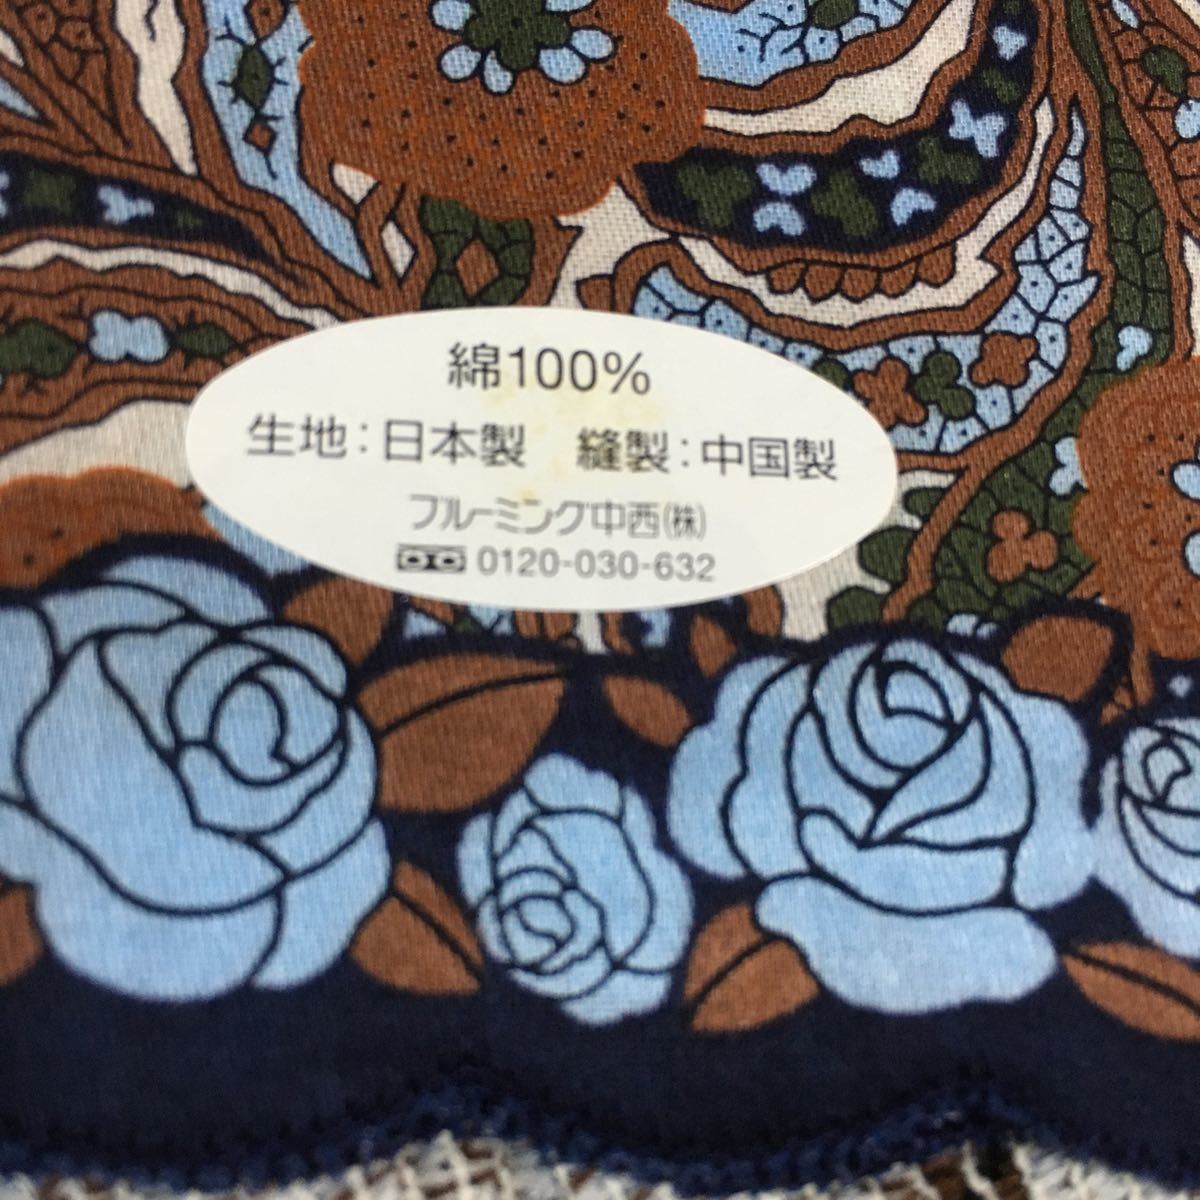 綿100%
生地:日本製　縫製:中国製
ブルーミング中西(株)
0120-030-632